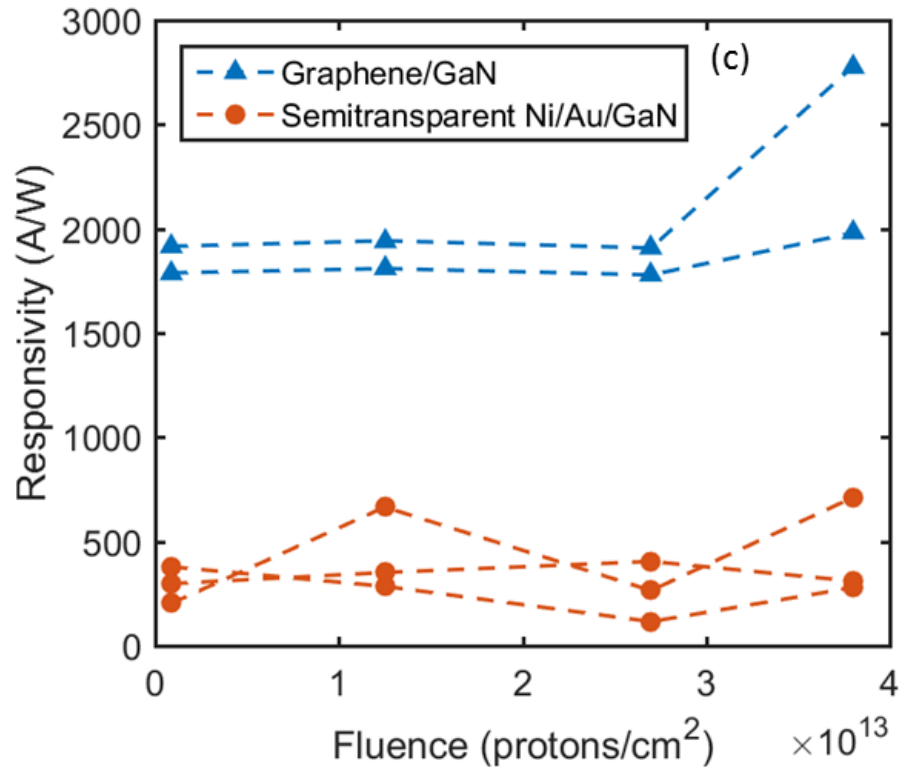 (c)
Graphene/GaN
Semitransparent Ni/Au/GaN
Responsivity (A/W)
3000
2500
2000
1500
1000
500
0
0 1 2 3 4
Fluence (protons/cm²) ×10¹³